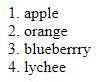 1. apple
2. orange
3. blueberrry
4. lychee